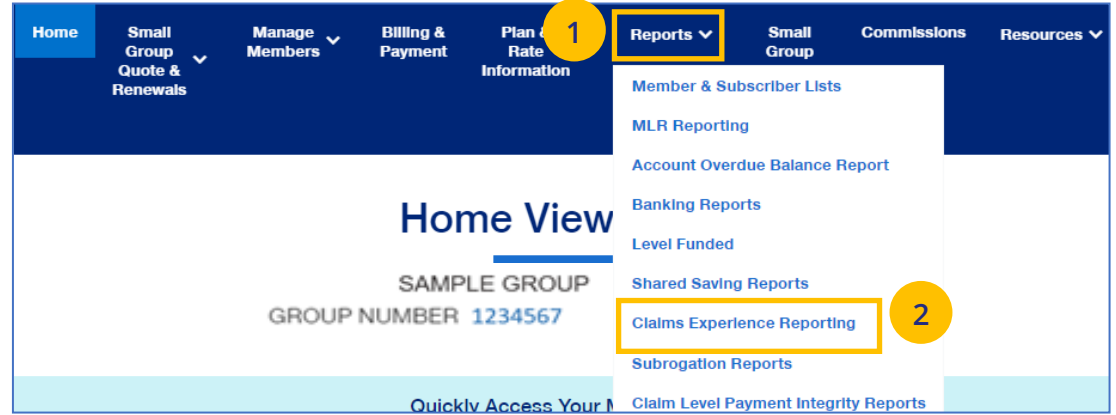 Home
Small
Group
Quote &
Renewals
Manage
Members
Billing &
Payment
Plan &
Rate
Information
1
Reports
Small
Group
Commissions
Resources
Member & Subscriber Lists
MLR Reporting
Account Overdue Balance Report
Banking Reports
Level Funded
Shared Saving Reports
Claims Experience Reporting
2
Subrogation Reports
Claim Level Payment Integrity Reports
Home View
SAMPLE GROUP
GROUP NUMBER 1234567
Quickly Access Your